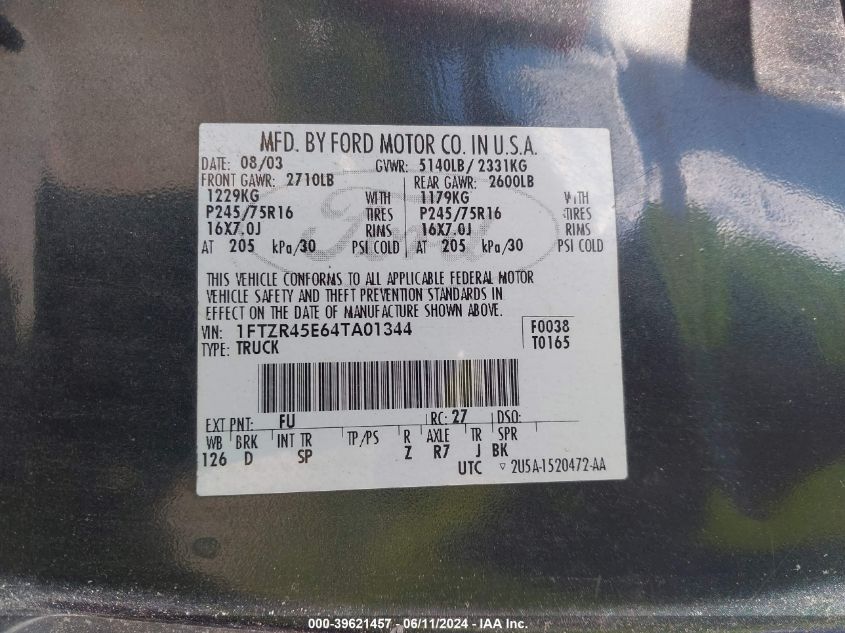 MFD. BY FORD MOTOR CO. IN U.S.A.
DATE: 08/03 GVWR: 5140LB/ 2331KG
FRONT GAWR: 2710LB REAR GAWR: 2600LB
1229KG WITH 1179KG WITH
P245/75R16 TIRES P245/75R16 TIRES
16X7.0J RIMS 16X7.0J RIMS
AT 205 kPa/30 PSI COLD AT 205 kPa/30 PSI COLD
Ford
THIS VEHICLE CONFORMS TO ALL APPLICABLE FEDERAL MOTOR
VEHICLE SAFETY AND THEFT PREVENTION STANDARDS IN
EFFECT ON THE DATE OF MANUFACTURE SHOWN ABOVE.
VIN: 1FTZR45E64TA01344 F0038
TYPE: TRUCK T0165
EXT PNT: FU RC: 27 DSO:
WB BRK INT TR TP/PS R AXLE TR SPR
126 D SP Z R7 J BK
UTC ▽ 2U5A-1520472-AA
000-39621457 - 06/11/2024 - IAA Inc.